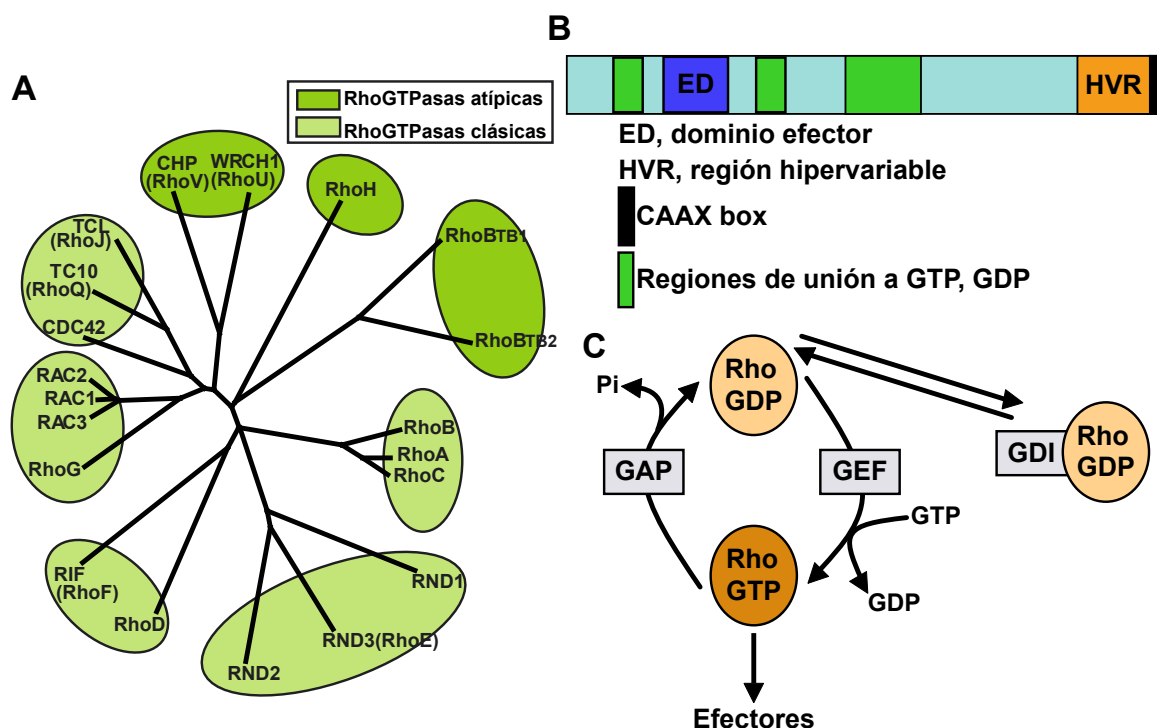 A
RhoGTPasas atípicas
RhoGTPasas clásicas
CHP
(RhoV)
WRCH1
(RhoU)
RhoH
RhoBTB1
RhoBTB2
TCL
(RhoJ)
TC10
(RhoQ)
CDC42
RAC2
RAC1
RAC3
RhoG
RhoB
RhoA
RhoC
RIF
(RhoF)
RhoD
RND2
RND3(RhoE)
RND1
B
ED
HVR
ED, dominio efector
HVR, región hipervariable
CAAX box
Regiones de unión a GTP, GDP
C
Pi
Rho
GDP
GAP
GEF
GDI
Rho
GDP
GTP
Rho
GTP
GDP
Efectores